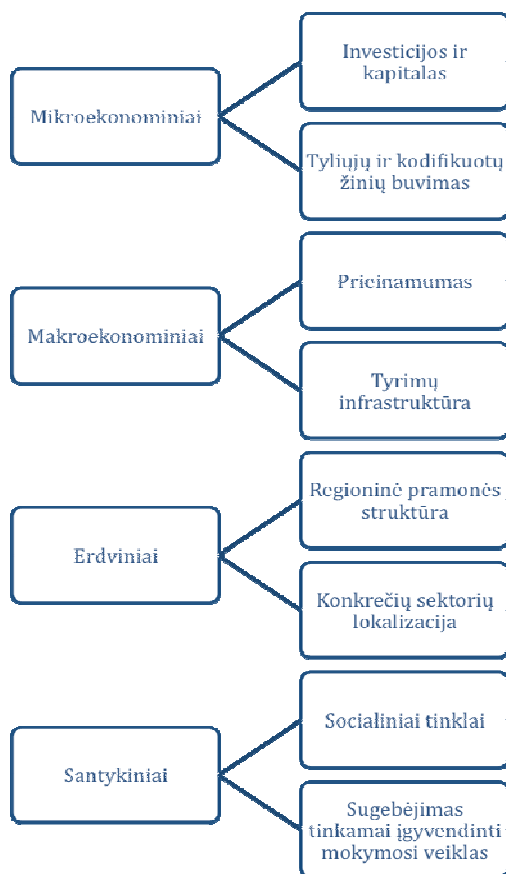 Mikroekonominiai
Investicijos ir
kapitalas
Tyliųjų ir kodifikuotų
žinių buvimas
Makroekonominiai
Prieinamumas
Tyrimų
infrastruktūra
Erdviniai
Regioninė pramonės
struktūra
Konkrečių sektorių
lokalizacija
Santykiniai
Socialiniai tinklai
Sugebėjimas
tinkamai įgyvendinti
mokymosi veiklas